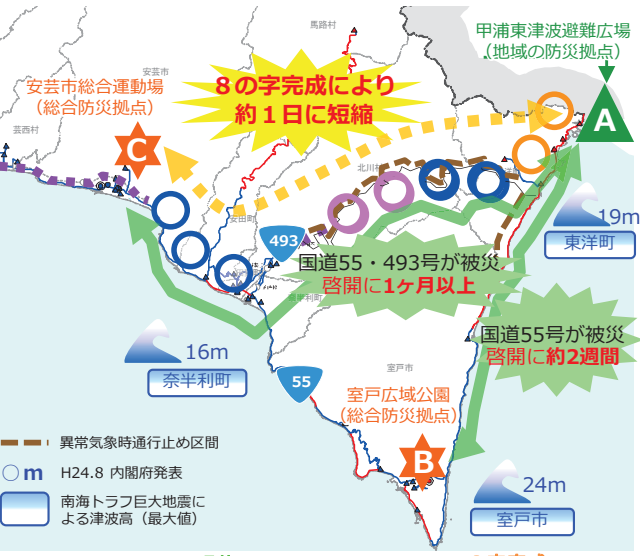 馬路村
甲浦東津波避難広場
（地域の防災拠点）
安芸市
安芸市総合運動場
（総合防災拠点）
８の字完成により
約１日に短縮
A
芸西村
C
北川村
安田町
493
19m
東洋町
国道55・493号が被災
啓開に1ヶ月以上
国道55号が被災
啓開に約2週間
16m
奈半利町
室戸市
55
室戸広域公園
（総合防災拠点）
B
異常気象時通行止め区間
○m H24.8 内閣府発表
南海トラフ巨大地震に
よる津波高（最大値）
24m
室戸市